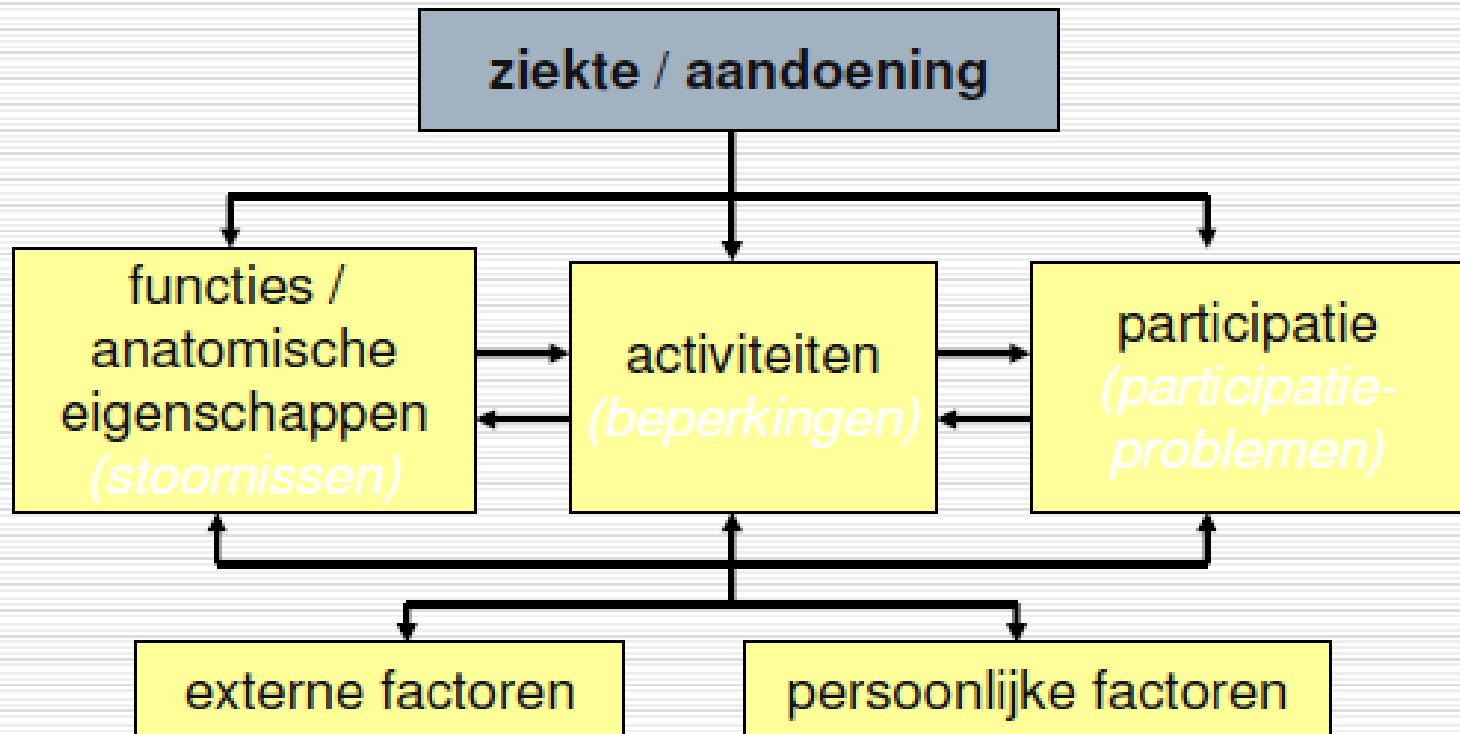 ziekte / aandoening
functies /
anatomische
eigenschappen
(stoornissen)
activiteiten
(beperkingen)
participatie
(participatie-
problemen)
externe factoren
persoonlijke factoren